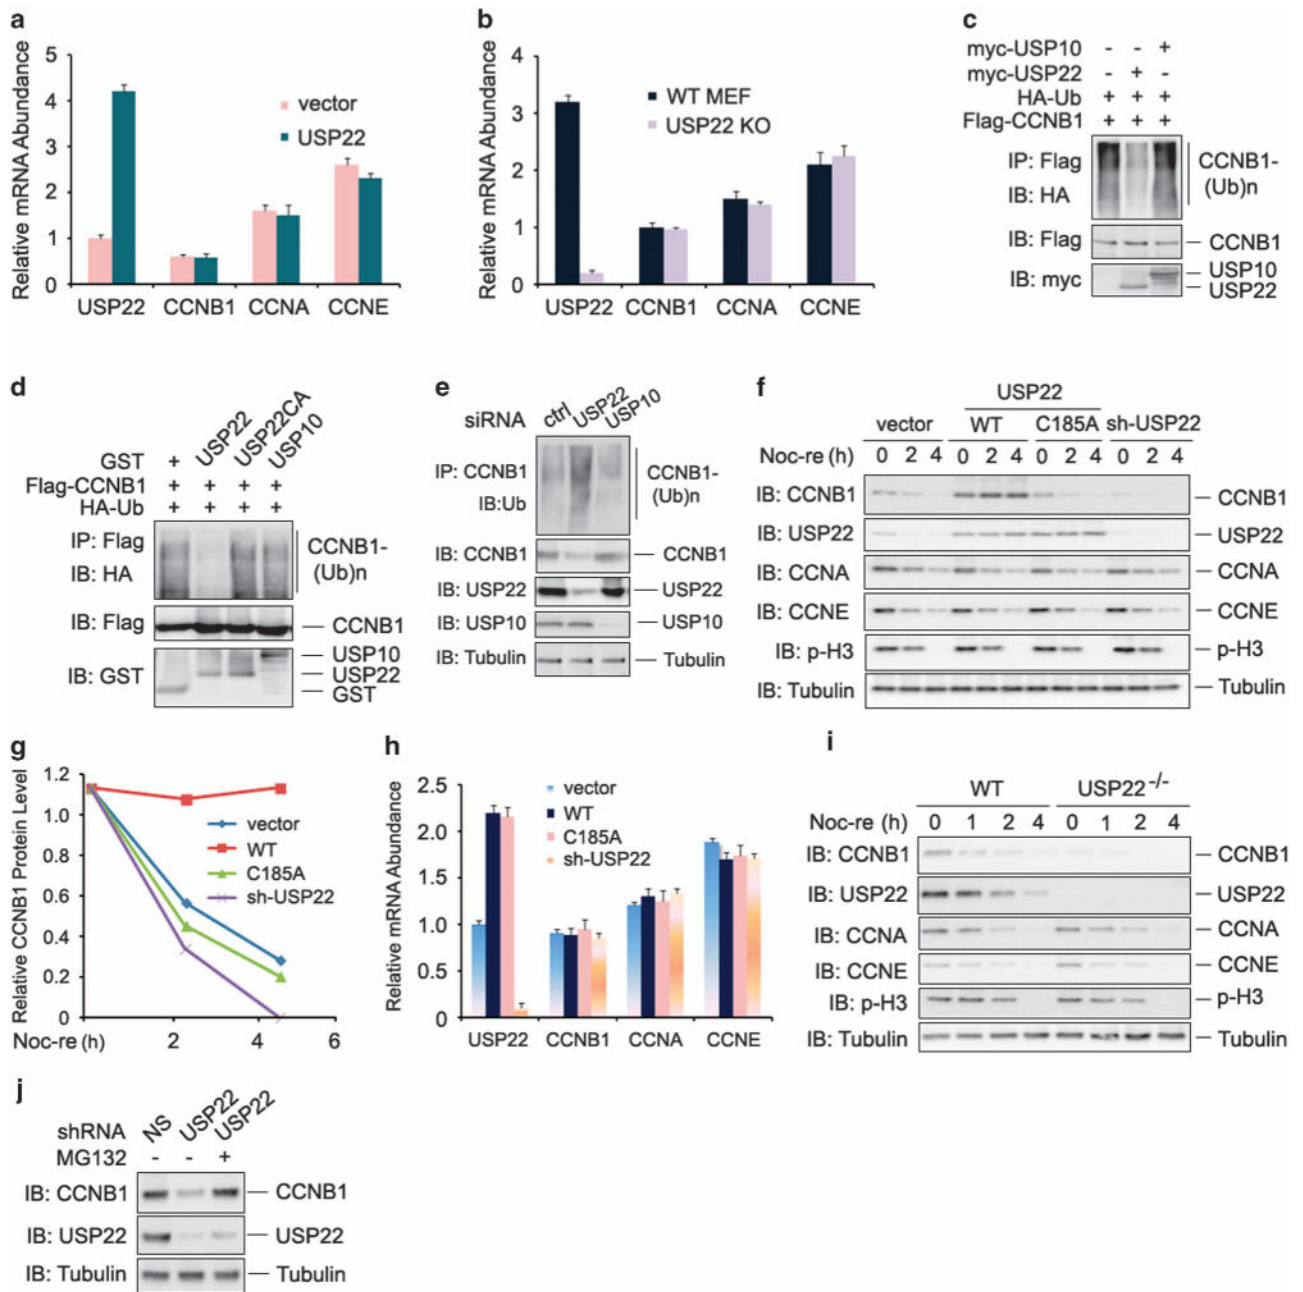 a
Relative mRNA Abundance
5
4
3
2
1
0
vector
USP22
USP22 CCNB1 CCNA CCNE
b
Relative mRNA Abundance
4
3
2
1
0
WT MEF
USP22 KO
USP22 CCNB1 CCNA CCNE
c
myc-USP10 - - +
myc-USP22 - + -
HA-Ub + + +
Flag-CCNB1 + + +
IP: Flag
IB: HA
CCNB1-
(Ub)n
IB: Flag CCNB1
IB: myc USP10
USP22
d
GST + USP22 USP22CA USP10
Flag-CCNB1 + + + +
HA-Ub + + + +
IP: Flag
IB: HA
CCNB1-
(Ub)n
IB: Flag CCNB1
IB: GST USP10
USP22
GST
e
siRNA ctrl USP22 USP10
IP: CCNB1
IB:Ub
CCNB1-
(Ub)n
IB: CCNB1 CCNB1
IB: USP22 USP22
IB: USP10 USP10
IB: Tubulin Tubulin
f
USP22
vector WT C185A sh-USP22
Noc-re (h) 0 2 4 0 2 4 0 2 4 0 2 4
IB: CCNB1 CCNB1
IB: USP22 USP22
IB: CCNA CCNA
IB: CCNE CCNE
IB: p-H3 p-H3
IB: Tubulin Tubulin
g
Relative CCNB1 Protein Level
1.2
1.0
0.8
0.6
0.4
0.2
0
vector
WT
C185A
sh-USP22
Noc-re (h) 2 4 6
h
Relative mRNA Abundance
2.5
2.0
1.5
1.0
0.5
0
vector
WT
C185A
sh-USP22
USP22 CCNB1 CCNA CCNE
i
WT USP22-/-
Noc-re (h) 0 1 2 4 0 1 2 4
IB: CCNB1 CCNB1
IB: USP22 USP22
IB: CCNA CCNA
IB: CCNE CCNE
IB: p-H3 p-H3
IB: Tubulin Tubulin
j
shRNA NS USP22 USP22
MG132 - - +
IB: CCNB1 CCNB1
IB: USP22 USP22
IB: Tubulin Tubulin